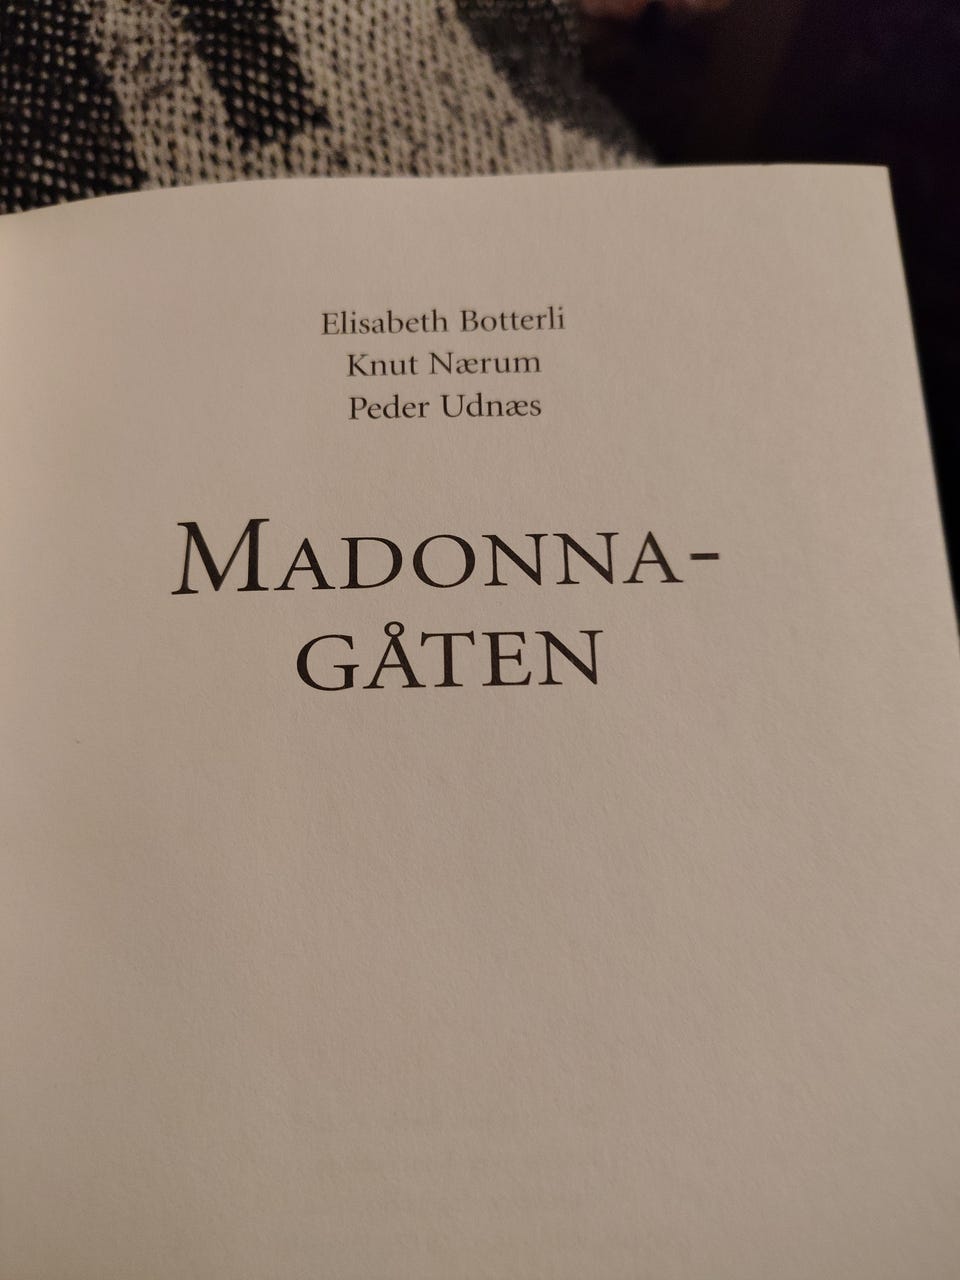 Elisabeth Botterli
Knut Nærum
Peder Udnæs
MADONNA-
GÅTEN